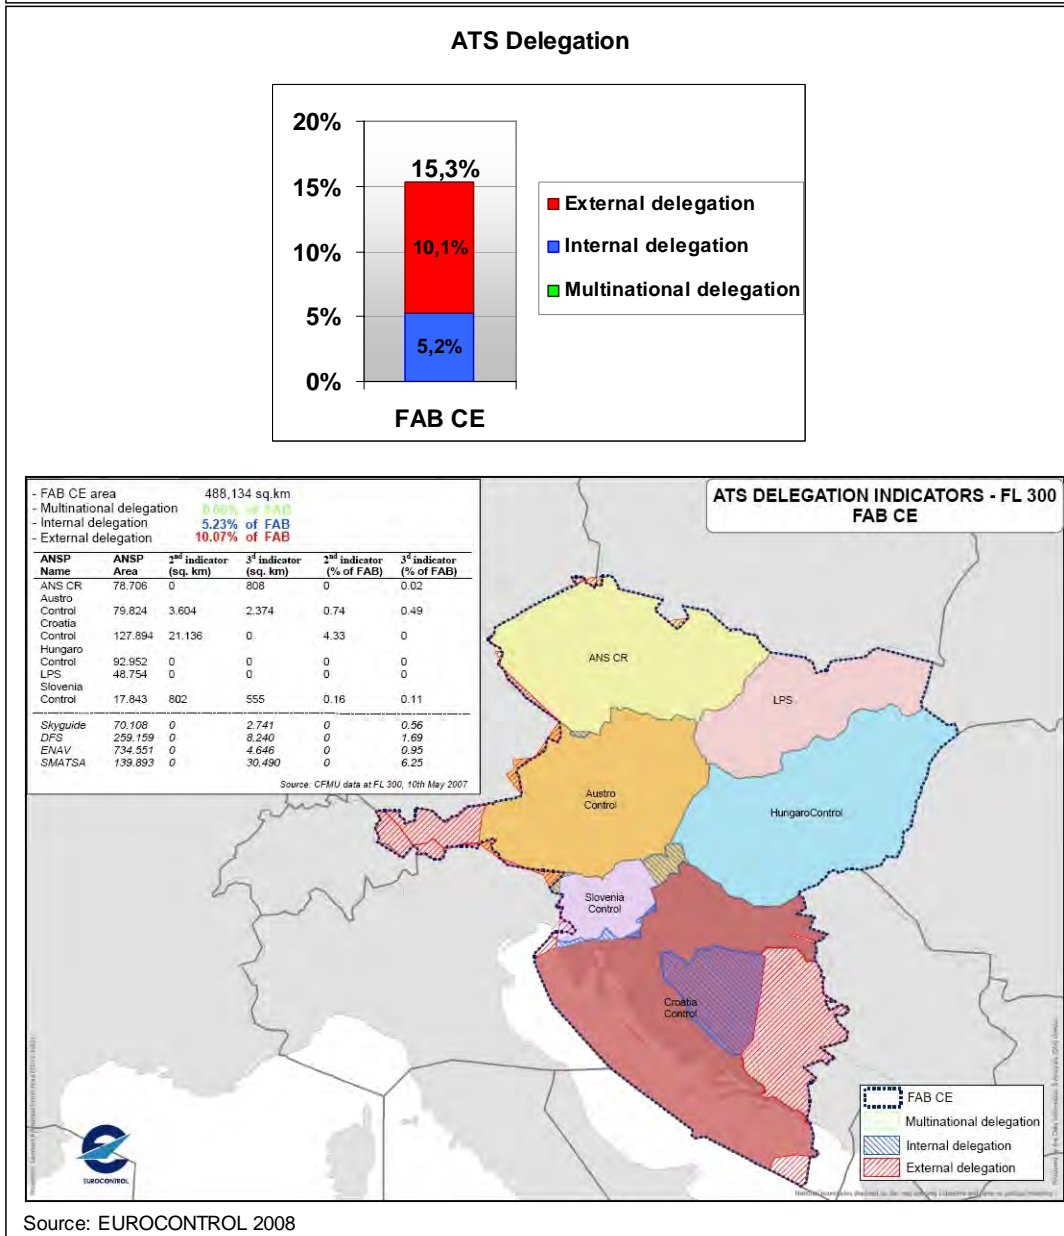 ATS Delegation
20%
15%
10%
5%
0%
15,3%
10,1%
5,2%
FAB CE
External delegation
Internal delegation
Multinational delegation
- FAB CE area 488,134 sq.km
- Multinational delegation 0.00% of FAB
- Internal delegation 5.23% of FAB
- External delegation 10.07% of FAB
ANSP Name ANSP Area 2nd indicator (sq. km) 3d indicator (sq. km) 2nd indicator (% of FAB) 3d indicator (% of FAB)
ANS CR 78.706 0 808 0 0.02
Austro
Control 79.824 3.604 2.374 0.74 0.49
Croatia
Control 127.894 21.136 0 4.33 0
Hungaro
Control 92.952 0 0 0 0
LPS 48.754 0 0 0 0
Slovenia
Control 17.843 802 555 0.16 0.11
Skyguide 70.108 0 2.741 0 0.56
DFS 259.159 0 8.240 0 1.69
ENAV 734.551 0 4.646 0 0.95
SMATSA 139.893 0 30.490 0 6.25
Source: CFMU data at FL 300, 10th May 2007
ATS DELEGATION INDICATORS - FL 300
FAB CE
ANS CR
LPS
Austro
Control
HungaroControl
Slovenia
Control
Croatia
Control
FAB CE
Multinational delegation
Internal delegation
External delegation
EUROCONTROL
Source: EUROCONTROL 2008